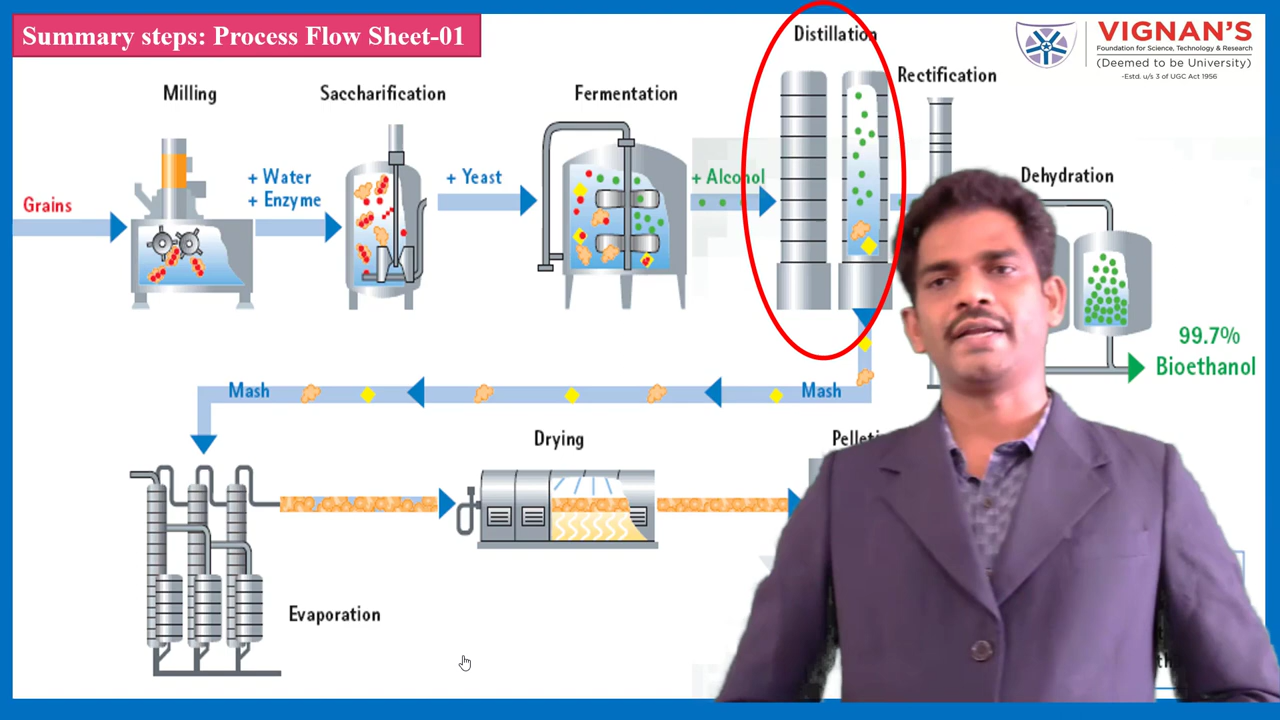 Summary steps: Process Flow Sheet-01
VIGNAN'S
Foundation for Science, Technology & Research
(Deemed to be University)
-Estd. u/s 3 of UGC Act 1956
Milling
Saccharification
Fermentation
Distillation
Rectification
Dehydration
Grains
+ Water
+ Enzyme
+ Yeast
+ Alcohol
99.7%
Bioethanol
Mash
Mash
Drying
Evaporation